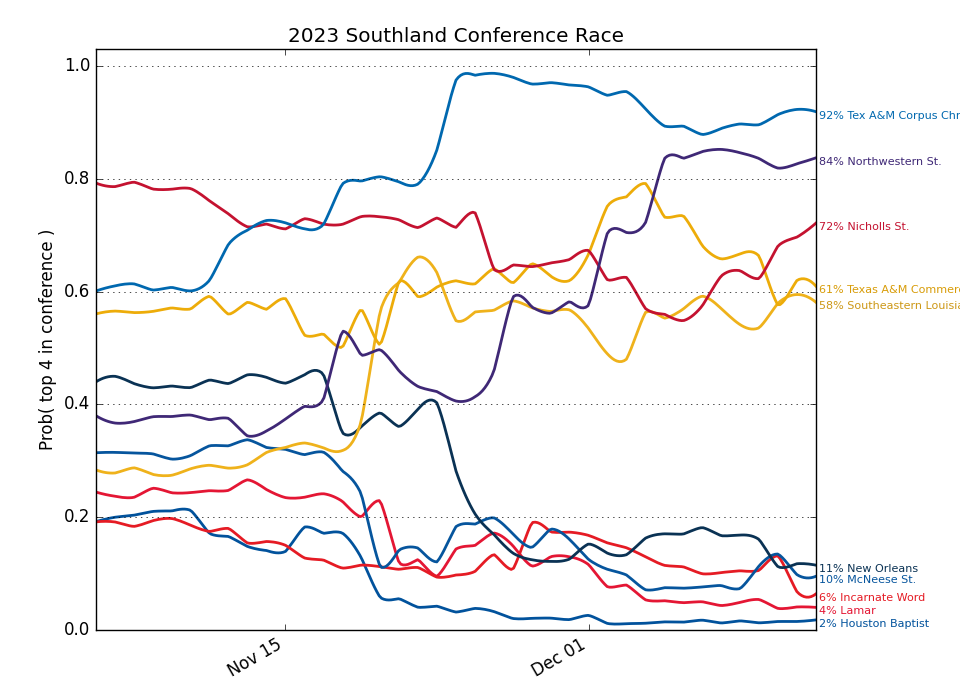 2023 Southland Conference Race
Prob( top 4 in conference )
1.0
0.8
0.6
0.4
0.2
0.0
Nov 15
Dec 01
92% Tex A&M Corpus Chr
84% Northwestern St.
72% Nicholls St.
61% Texas A&M Commerc
58% Southeastern Louisia
11% New Orleans
10% McNeese St.
6% Incarnate Word
4% Lamar
2% Houston Baptist